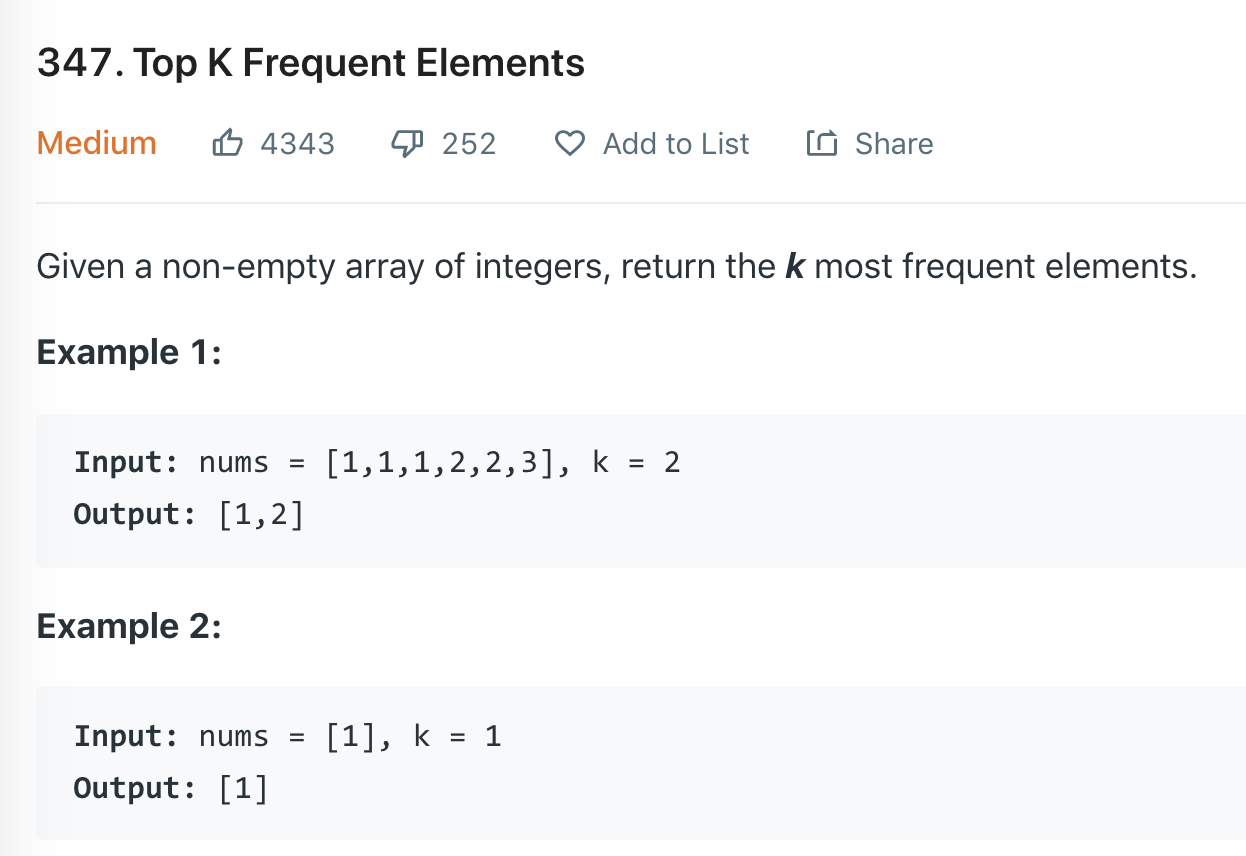 347. Top K Frequent Elements
Medium 4343 252 Add to List Share
Given a non-empty array of integers, return the k most frequent elements.
Example 1:
Input: nums = [1,1,1,2,2,3], k = 2
Output: [1,2]
Example 2:
Input: nums = [1], k = 1
Output: [1]